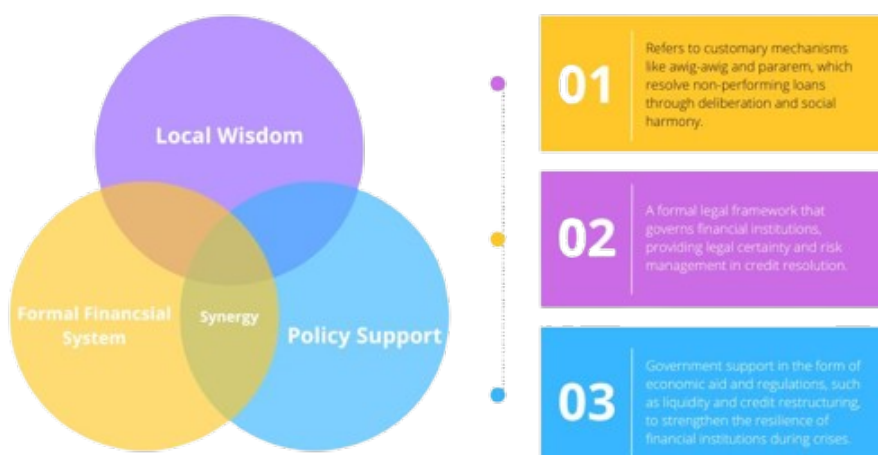 Local Wisdom
Formal Financsial
System
Synergy
Policy Support
01
Refers to customary mechanisms
like awig-awig and pararem, which
resolve non-performing loans
through deliberation and social
harmony.
02
A formal legal framework that
governs financial institutions,
providing legal certainty and risk
management in credit resolution.
03
Government support in the form of
economic aid and regulations, such
as liquidity and credit restructuring,
to strengthen the resilience of
financial institutions during crises.